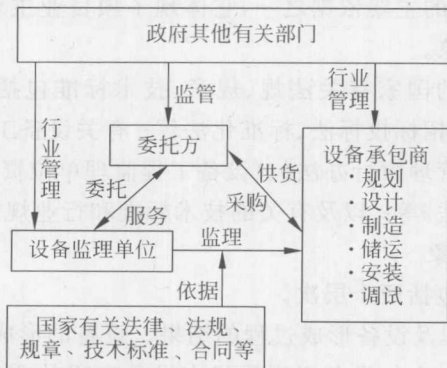 政府其他有关部门
行业管理
监管
行业管理
委托方
委托
服务
供货
采购
设备监理单位
监理
设备承包商
· 规划
· 设计
· 制造
· 储运
· 安装
· 调试
依据
国家有关法律、法规、
规章、技术标准、合同等